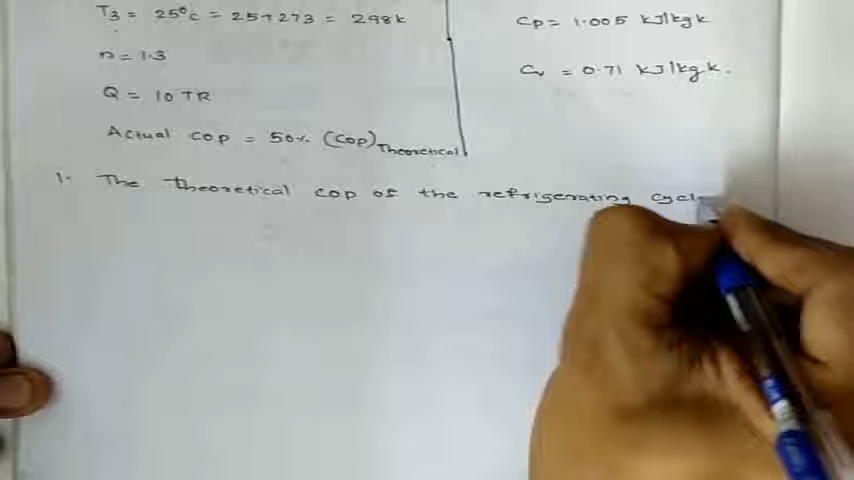 T3 = 25°c = 25+273 = 298k
n = 1.3
Q = 10 TR
Actual cop = 50% (cop)Theoretical
Cp = 1.005 kJ/kgk
Cv = 0.71 kJ/kgk.
1. The theoretical cop of the refrigerating